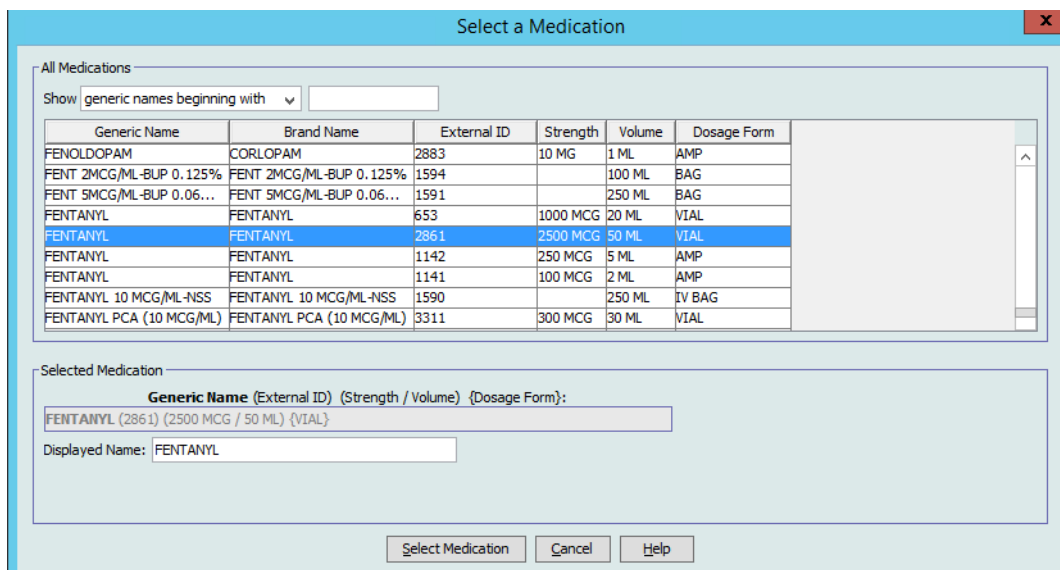 Select a Medication
x
All Medications
Show generic names beginning with
Generic Name Brand Name External ID Strength Volume Dosage Form
FENOLDOPAM CORLOPAM 2883 10 MG 1 ML AMP
FENT 2MCG/ML-BUP 0.125% FENT 2MCG/ML-BUP 0.125% 1594 100 ML BAG
FENT 5MCG/ML-BUP 0.06... FENT 5MCG/ML-BUP 0.06... 1591 250 ML BAG
FENTANYL FENTANYL 653 1000 MCG 20 ML VIAL
FENTANYL FENTANYL 2861 2500 MCG 50 ML VIAL
FENTANYL FENTANYL 1142 250 MCG 5 ML AMP
FENTANYL FENTANYL 1141 100 MCG 2 ML AMP
FENTANYL 10 MCG/ML-NSS FENTANYL 10 MCG/ML-NSS 1590 250 ML IV BAG
FENTANYL PCA (10 MCG/ML) FENTANYL PCA (10 MCG/ML) 3311 300 MCG 30 ML VIAL
Selected Medication
Generic Name (External ID) (Strength / Volume) {Dosage Form}:
FENTANYL (2861) (2500 MCG / 50 ML) {VIAL}
Displayed Name: FENTANYL
Select Medication Cancel Help